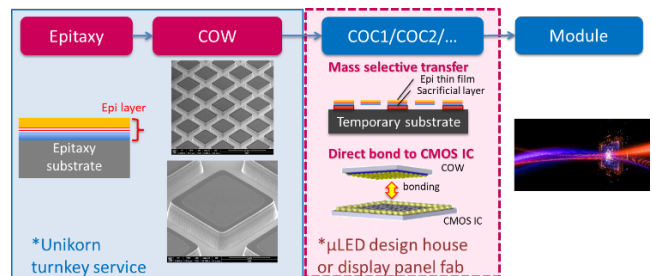 Epitaxy
COW
COC1/COC2/...
Module
Epi layer
Epitaxy
substrate
*Unikorn
turnkey service
Mass selective transfer
Epi thin film
Sacrificial layer
Temporary substrate
Direct bond to CMOS IC
COW
bonding
CMOS IC
*μLED design house
or display panel fab